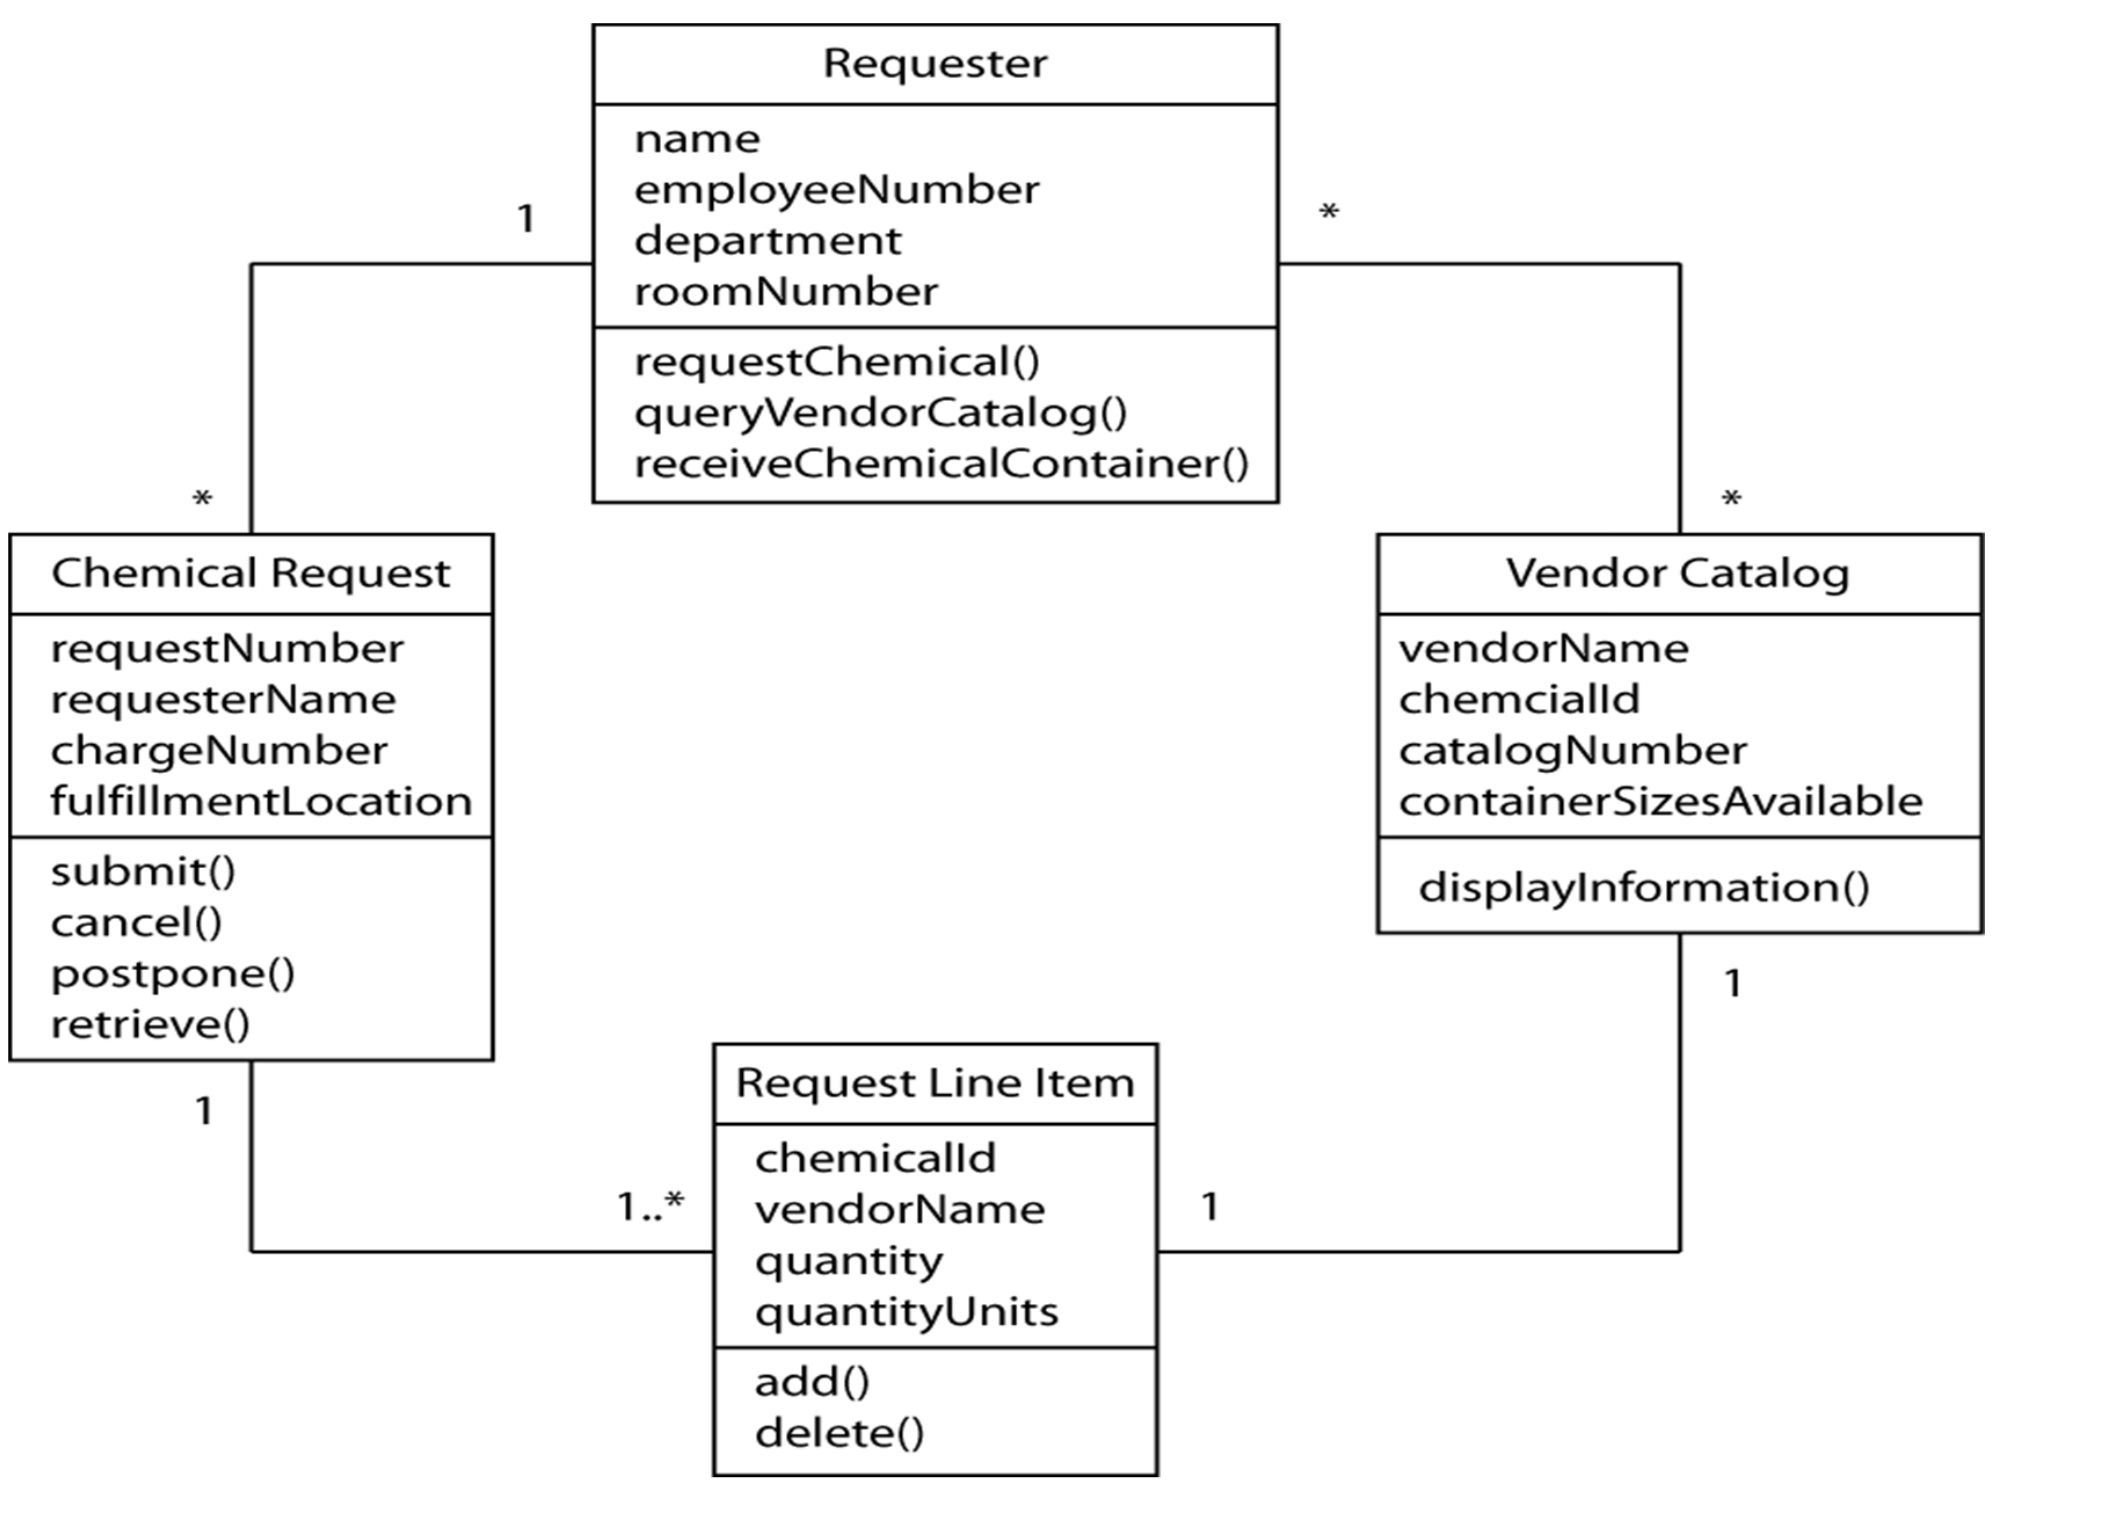 Requester
name
employeeNumber
department
roomNumber
requestChemical()
queryVendorCatalog()
receiveChemicalContainer()
1
*
*
*
Chemical Request
requestNumber
requesterName
chargeNumber
fulfillmentLocation
submit()
cancel()
postpone()
retrieve()
Vendor Catalog
vendorName
chemcialId
catalogNumber
containerSizesAvailable
displayInformation()
1
1
1..*
1
Request Line Item
chemicalId
vendorName
quantity
quantityUnits
add()
delete()